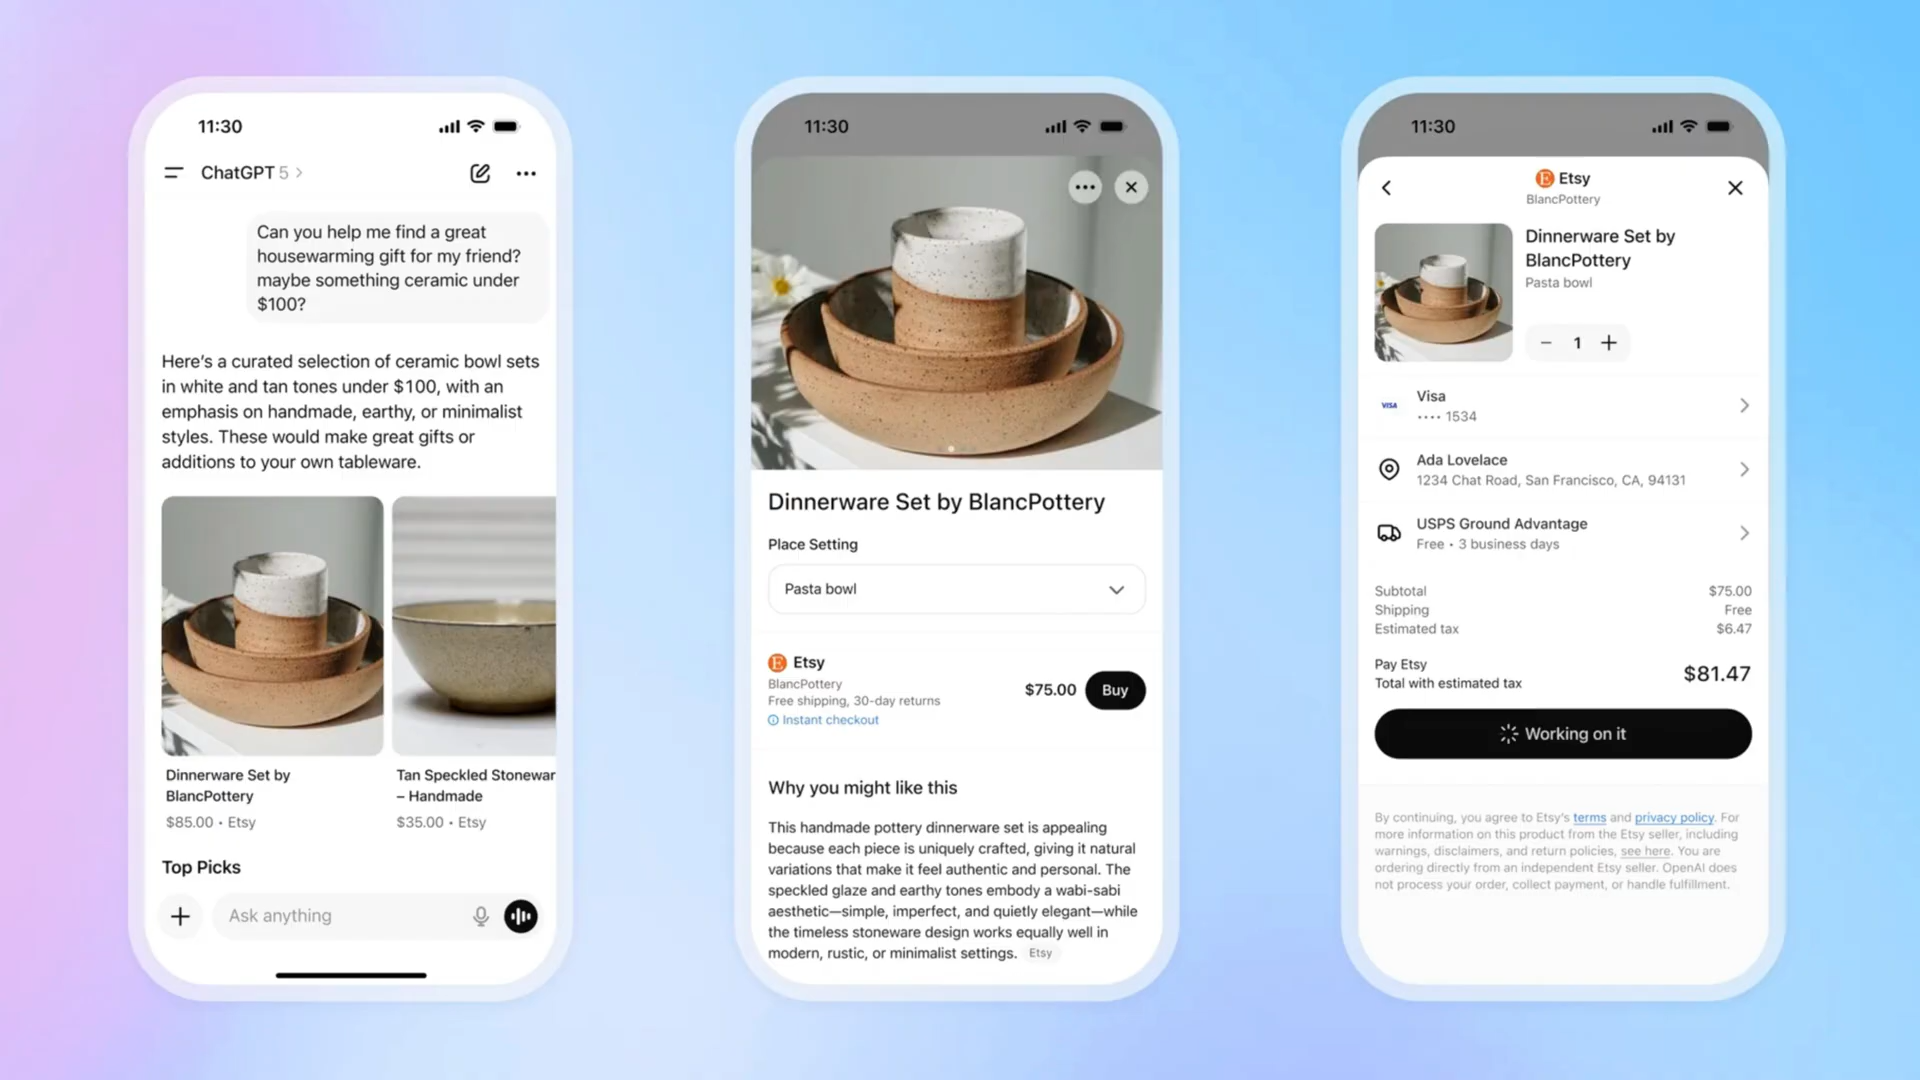 11:30
ChatGPT 5 >
Can you help me find a great
housewarming gift for my friend?
maybe something ceramic under
$100?
Here's a curated selection of ceramic bowl sets
in white and tan tones under $100, with an
emphasis on handmade, earthy, or minimalist
styles. These would make great gifts or
additions to your own tableware.
Dinnerware Set by
BlancPottery
$85.00 • Etsy
Tan Speckled Stonewar
– Handmade
$35.00 • Etsy
Top Picks
Ask anything
11:30
Dinnerware Set by BlancPottery
Place Setting
Pasta bowl
E Etsy
BlancPottery
Free shipping, 30-day returns
Instant checkout
$75.00
Buy
Why you might like this
This handmade pottery dinnerware set is appealing
because each piece is uniquely crafted, giving it natural
variations that make it feel authentic and personal. The
speckled glaze and earthy tones embody a wabi-sabi
aesthetic—simple, imperfect, and quietly elegant—while
the timeless stoneware design works equally well in
modern, rustic, or minimalist settings. Etsy
11:30
E Etsy
BlancPottery
Dinnerware Set by
BlancPottery
Pasta bowl
− 1 +
VISA
Visa
•••• 1534
Ada Lovelace
1234 Chat Road, San Francisco, CA, 94131
USPS Ground Advantage
Free • 3 business days
Subtotal $75.00
Shipping Free
Estimated tax $6.47
Pay Etsy
Total with estimated tax
$81.47
Working on it
By continuing, you agree to Etsy's terms and privacy policy. For
more information on this product from the Etsy seller, including
warnings, disclaimers, and return policies, see here. You are
ordering directly from an independent Etsy seller. OpenAI does
not process your order, collect payment, or handle fulfillment.